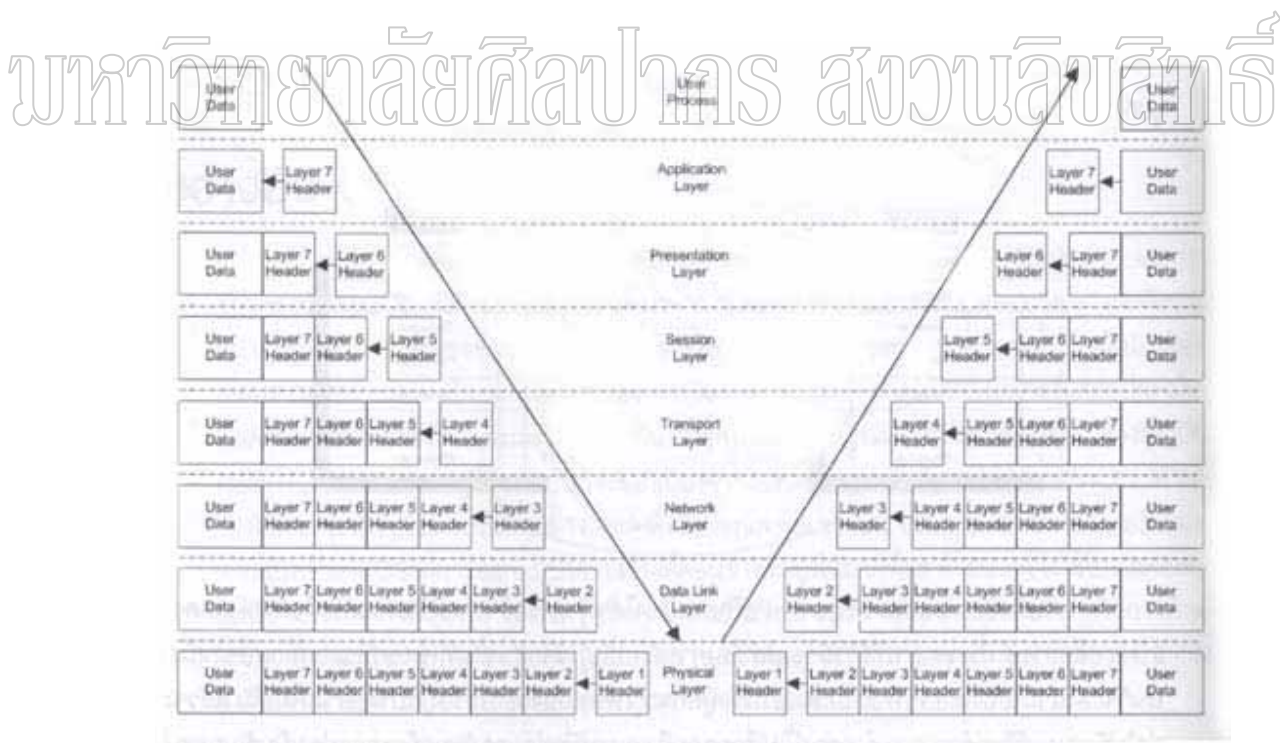 มหาวิทยาลัยศิลปากร สงวนลิขสิทธิ์
User Data User Process User Data
User Data Layer 7 Header Application Layer Layer 7 Header User Data
User Data Layer 7 Header Layer 6 Header Presentation Layer Layer 6 Header Layer 7 Header User Data
User Data Layer 7 Header Layer 6 Header Layer 5 Header Session Layer Layer 5 Header Layer 6 Header Layer 7 Header User Data
User Data Layer 7 Header Layer 6 Header Layer 5 Header Layer 4 Header Transport Layer Layer 4 Header Layer 5 Header Layer 6 Header Layer 7 Header User Data
User Data Layer 7 Header Layer 6 Header Layer 5 Header Layer 4 Header Layer 3 Header Network Layer Layer 3 Header Layer 4 Header Layer 5 Header Layer 6 Header Layer 7 Header User Data
User Data Layer 7 Header Layer 6 Header Layer 5 Header Layer 4 Header Layer 3 Header Layer 2 Header Data Link Layer Layer 2 Header Layer 3 Header Layer 4 Header Layer 5 Header Layer 6 Header Layer 7 Header User Data
User Data Layer 7 Header Layer 6 Header Layer 5 Header Layer 4 Header Layer 3 Header Layer 2 Header Layer 1 Header Physical Layer Layer 1 Header Layer 2 Header Layer 3 Header Layer 4 Header Layer 5 Header Layer 6 Header Layer 7 Header User Data